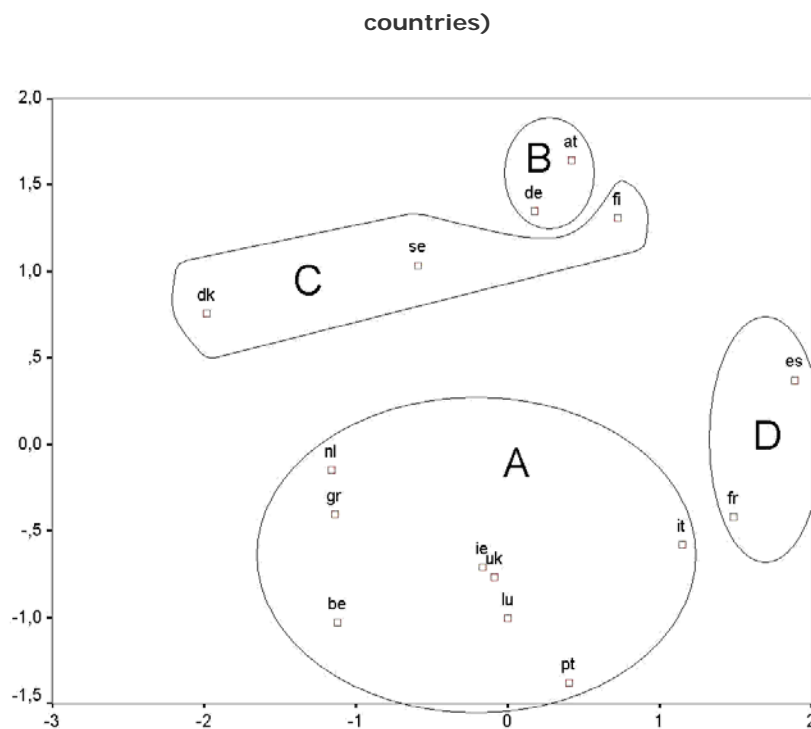 countries)
2,0
at
B
1,5
de
fi
se
1,0
C
dk
,5
es
D
0,0
A
nl
gr
fr
-,5
it
ie
uk
lu
-1,0
be
pt
-1,5
-3 -2 -1 0 1 2